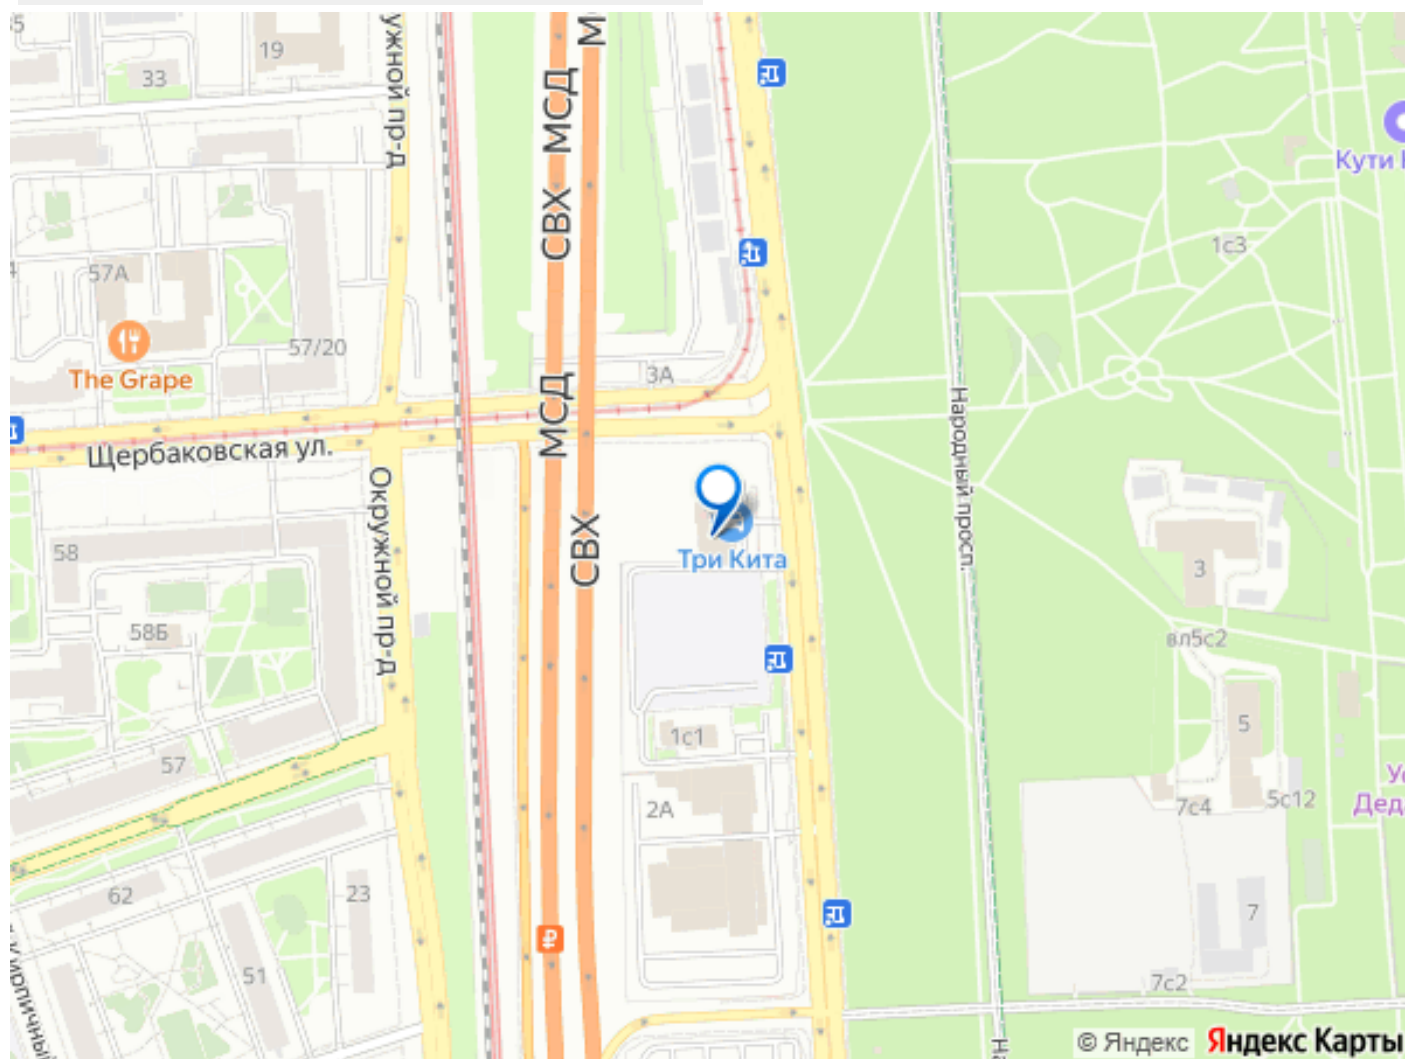 19
33
ужной пр-д
МСД
СВХ
Кути
1с3
57А
57/20
The Grape
3А
МСД
Щербаковская ул.
Народный просп.
Окружной пр-д
СВХ
Три Кита
58
3
58Б
вл5с2
1с1
5
57
2А
7с4
5с12
62
23
7
51
7с2
© Яндекс Яндекс Карты